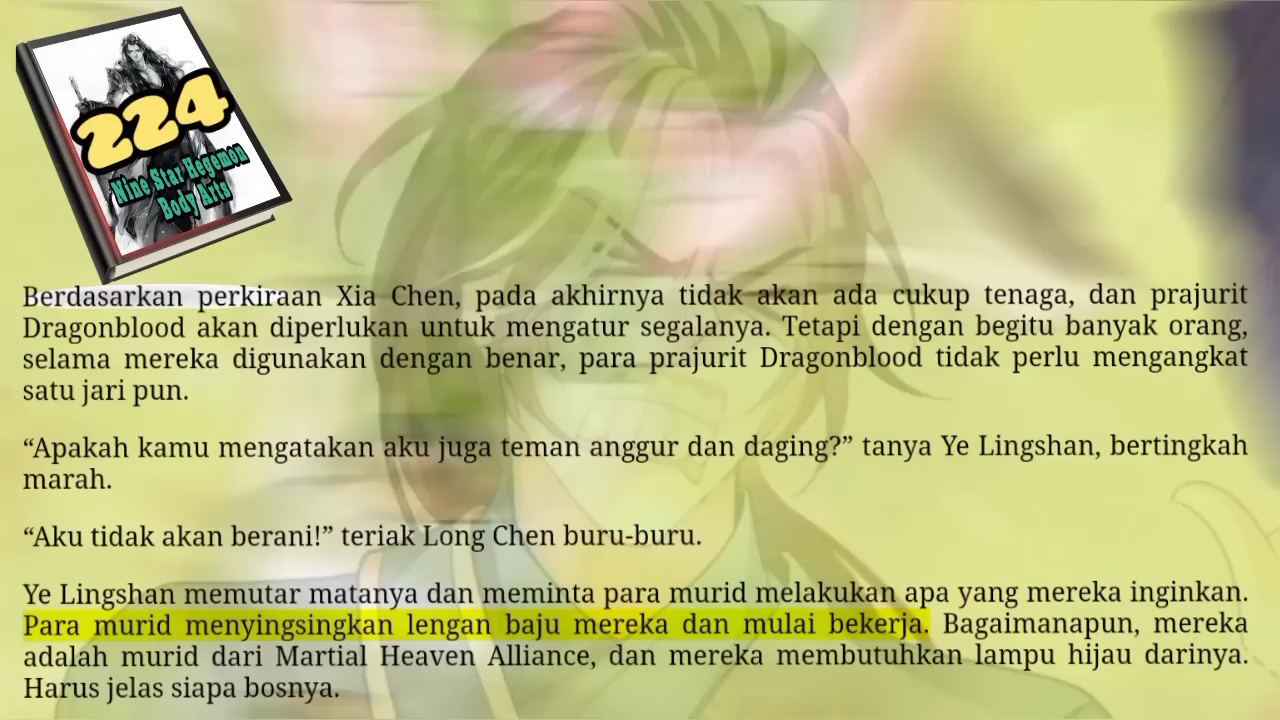 224
Nine Star Hegemon
Body Arts
Berdasarkan perkiraan Xia Chen, pada akhirnya tidak akan ada cukup tenaga, dan prajurit
Dragonblood akan diperlukan untuk mengatur segalanya. Tetapi dengan begitu banyak orang,
selama mereka digunakan dengan benar, para prajurit Dragonblood tidak perlu mengangkat
satu jari pun.
“Apakah kamu mengatakan aku juga teman anggur dan daging?” tanya Ye Lingshan, bertingkah
marah.
“Aku tidak akan berani!” teriak Long Chen buru-buru.
Ye Lingshan memutar matanya dan meminta para murid melakukan apa yang mereka inginkan.
Para murid menyingsingkan lengan baju mereka dan mulai bekerja. Bagaimanapun, mereka
adalah murid dari Martial Heaven Alliance, dan mereka membutuhkan lampu hijau darinya.
Harus jelas siapa bosnya.